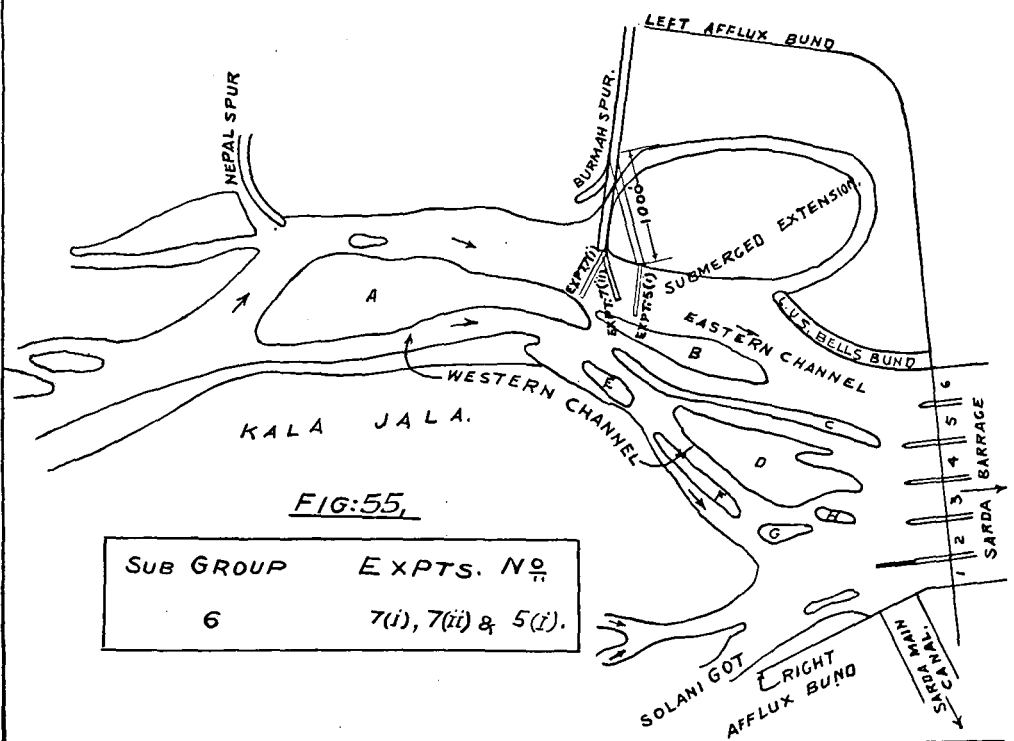 LEFT AFFLUX BUND
NEPAL SPUR
BURMAH SPUR.
1000'
SUBMERGED EXTENSION.
EXPT:7(i)
EXPT:7(ii)
EXPT:5(i)
A
B
EASTERN CHANNEL
L.U.S. BELLS BUND
WESTERN CHANNEL
E
C
D
F
G
H
KALA JALA.
6
5
4
3
2
1
SARDA BARRAGE
FIG:55,
SUB GROUP EXPTS. No
6 7(i), 7(ii) & 5(i).
SOLANI GOT
RIGHT
AFFLUX BUND
SARDA MAIN
CANAL.